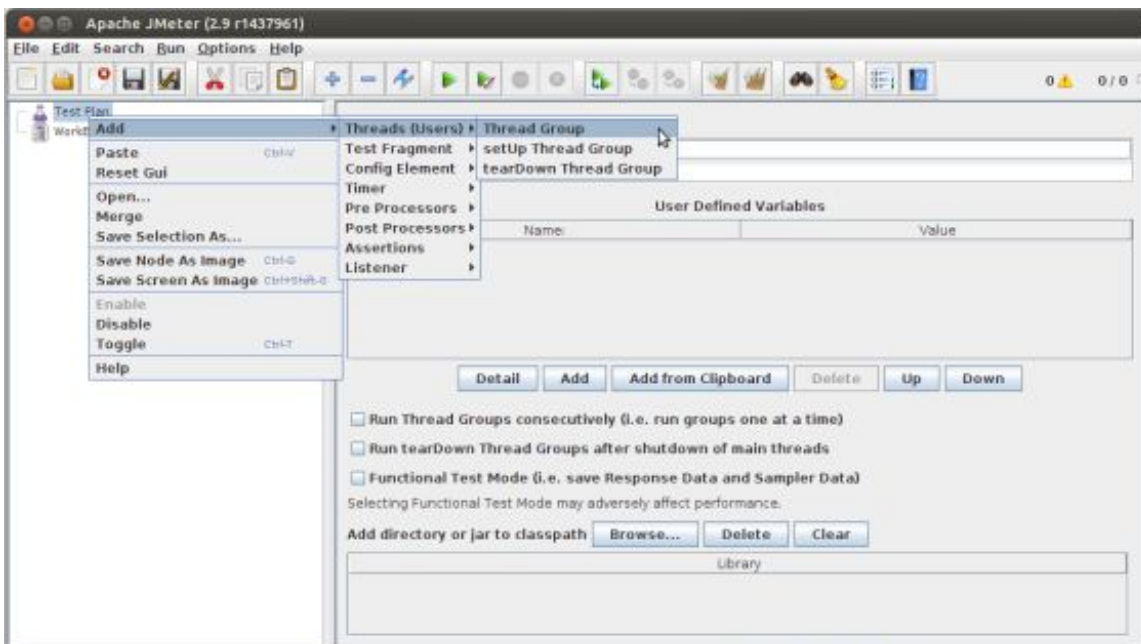 Apache JMeter (2.9 r1437961)
File Edit Search Run Options Help
0 0 / 0
Test Plan
Add
Paste Ctrl-V
Reset Gui
Open...
Merge
Save Selection As...
Save Node As Image Ctrl-G
Save Screen As Image Ctrl+Shift-G
Enable
Disable
Toggle Ctrl-T
Help
Threads (Users)
Test Fragment
Config Element
Timer
Pre Processors
Post Processors
Assertions
Listener
Thread Group
setUp Thread Group
tearDown Thread Group
User Defined Variables
Name: Value
Detail Add Add from Clipboard Delete Up Down
Run Thread Groups consecutively (i.e. run groups one at a time)
Run tearDown Thread Groups after shutdown of main threads
Functional Test Mode (i.e. save Response Data and Sampler Data)
Selecting Functional Test Mode may adversely affect performance.
Add directory or jar to classpath Browse... Delete Clear
Library